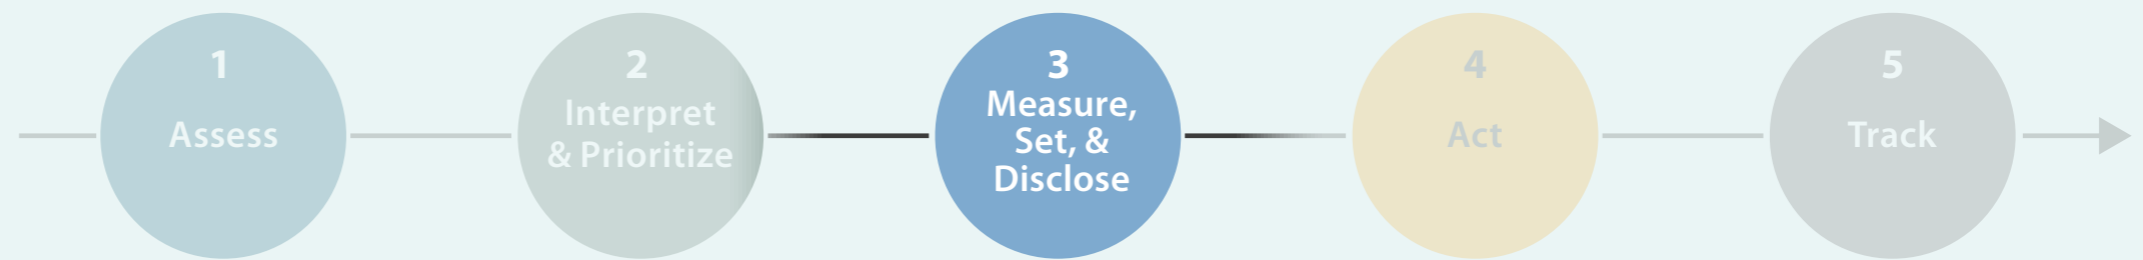 1
Assess
2
Interpret
& Prioritize
3
Measure,
Set, &
Disclose
4
Act
5
Track